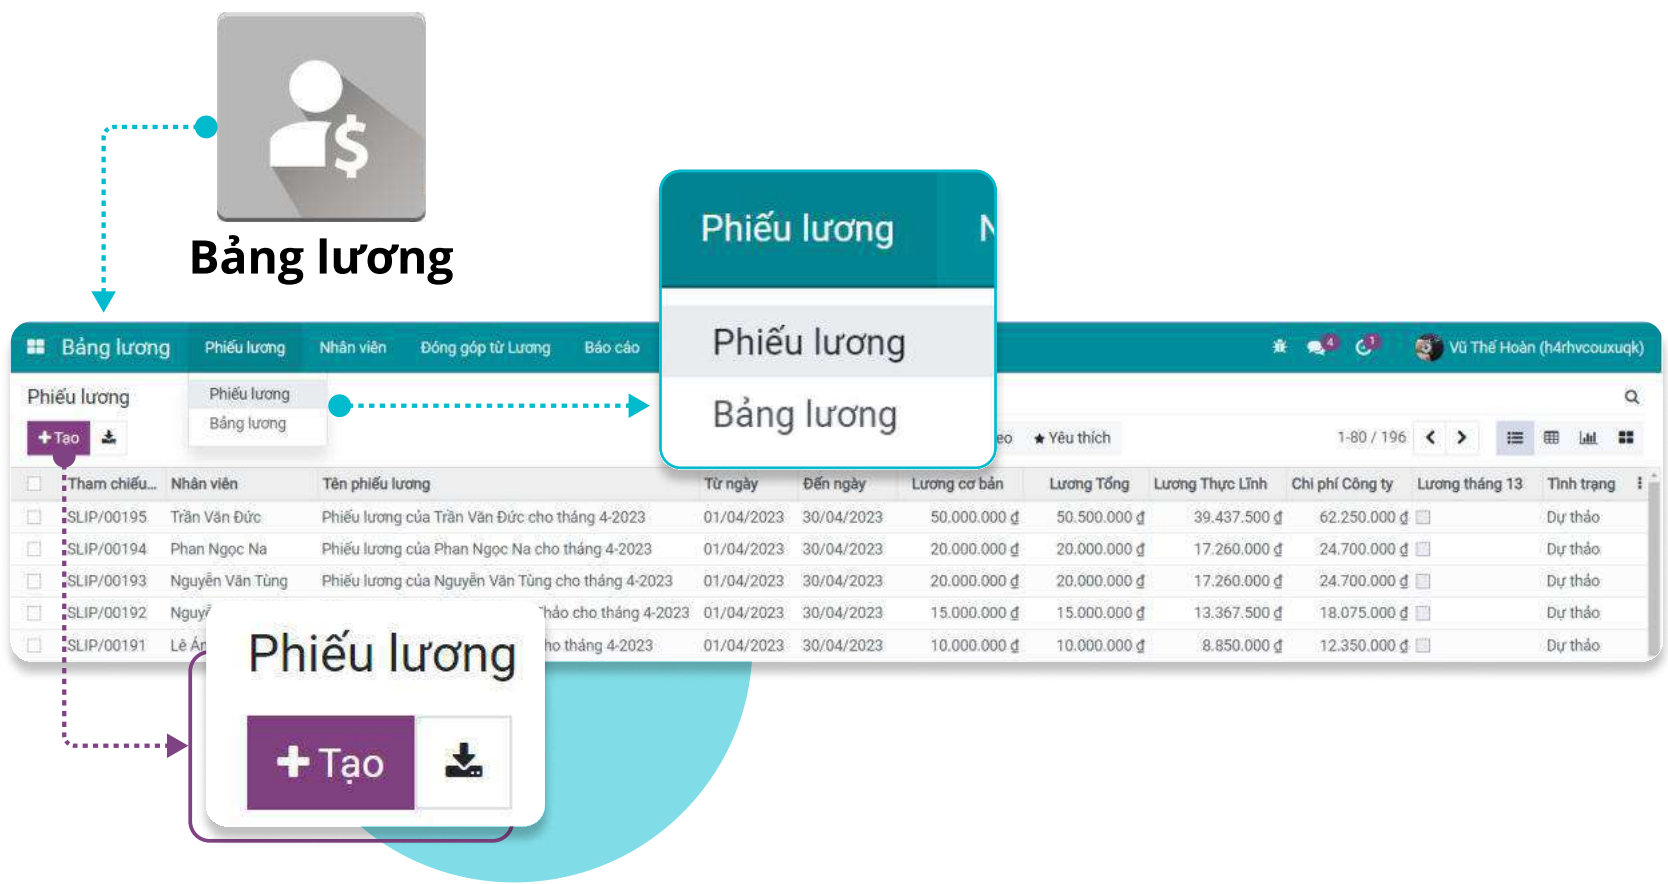 Bảng lương
Phiếu lương
Phiếu lương
Bảng lương
Bảng lương Phiếu lương Nhân viên Đóng góp từ Lương Báo cáo 4 1 Vũ Thế Hoàn (h4rhvcouxuqk)
Phiếu lương Phiếu lương
Bảng lương
+Tạo Yêu thích 1-80 / 196
Tham chiếu... Nhân viên Tên phiếu lương Từ ngày Đến ngày Lương cơ bản Lương Tổng Lương Thực Lĩnh Chi phí Công ty Lương tháng 13 Tình trạng
SLIP/00195 Trần Văn Đức Phiếu lương của Trần Văn Đức cho tháng 4-2023 01/04/2023 30/04/2023 50.000.000 ₫ 50.500.000 ₫ 39.437.500 ₫ 62.250.000 ₫ Dự thảo
SLIP/00194 Phan Ngọc Na Phiếu lương của Phan Ngọc Na cho tháng 4-2023 01/04/2023 30/04/2023 20.000.000 ₫ 20.000.000 ₫ 17.260.000 ₫ 24.700.000 ₫ Dự thảo
SLIP/00193 Nguyễn Văn Tùng Phiếu lương của Nguyễn Văn Tùng cho tháng 4-2023 01/04/2023 30/04/2023 20.000.000 ₫ 20.000.000 ₫ 17.260.000 ₫ 24.700.000 ₫ Dự thảo
SLIP/00192 cho tháng 4-2023 01/04/2023 30/04/2023 15.000.000 ₫ 15.000.000 ₫ 13.367.500 ₫ 18.075.000 ₫ Dự thảo
SLIP/00191 Lê tháng 4-2023 01/04/2023 30/04/2023 10.000.000 ₫ 10.000.000 ₫ 8.850.000 ₫ 12.350.000 ₫ Dự thảo
Phiếu lương
+ Tạo